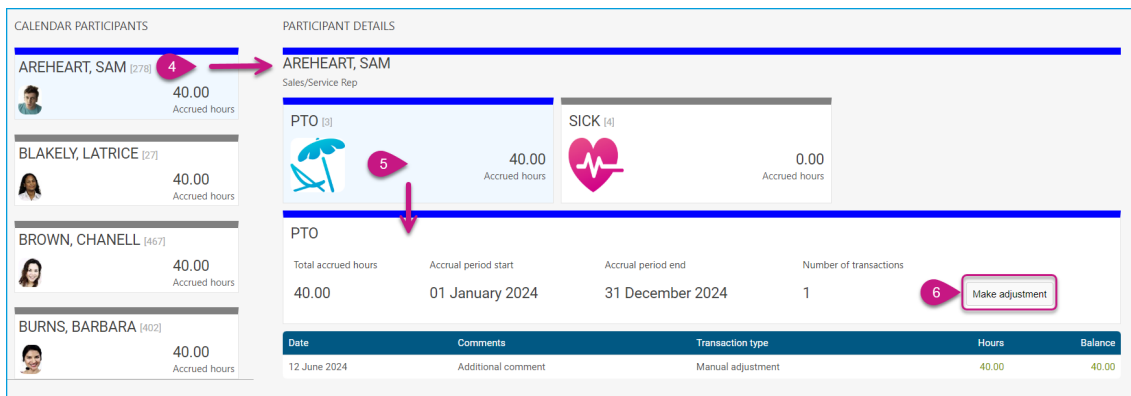 CALENDAR PARTICIPANTS
AREHEART, SAM [278]
4
40.00
Accrued hours
BLAKELY, LATRICE [27]
40.00
Accrued hours
BROWN, CHANELL [467]
40.00
Accrued hours
BURNS, BARBARA [402]
40.00
Accrued hours
PARTICIPANT DETAILS
AREHEART, SAM
Sales/Service Rep
PTO [3]
5
40.00
Accrued hours
SICK [4]
0.00
Accrued hours
PTO
Total accrued hours Accrual period start Accrual period end Number of transactions
40.00 01 January 2024 31 December 2024 1 6 Make adjustment
Date Comments Transaction type Hours Balance
12 June 2024 Additional comment Manual adjustment 40.00 40.00